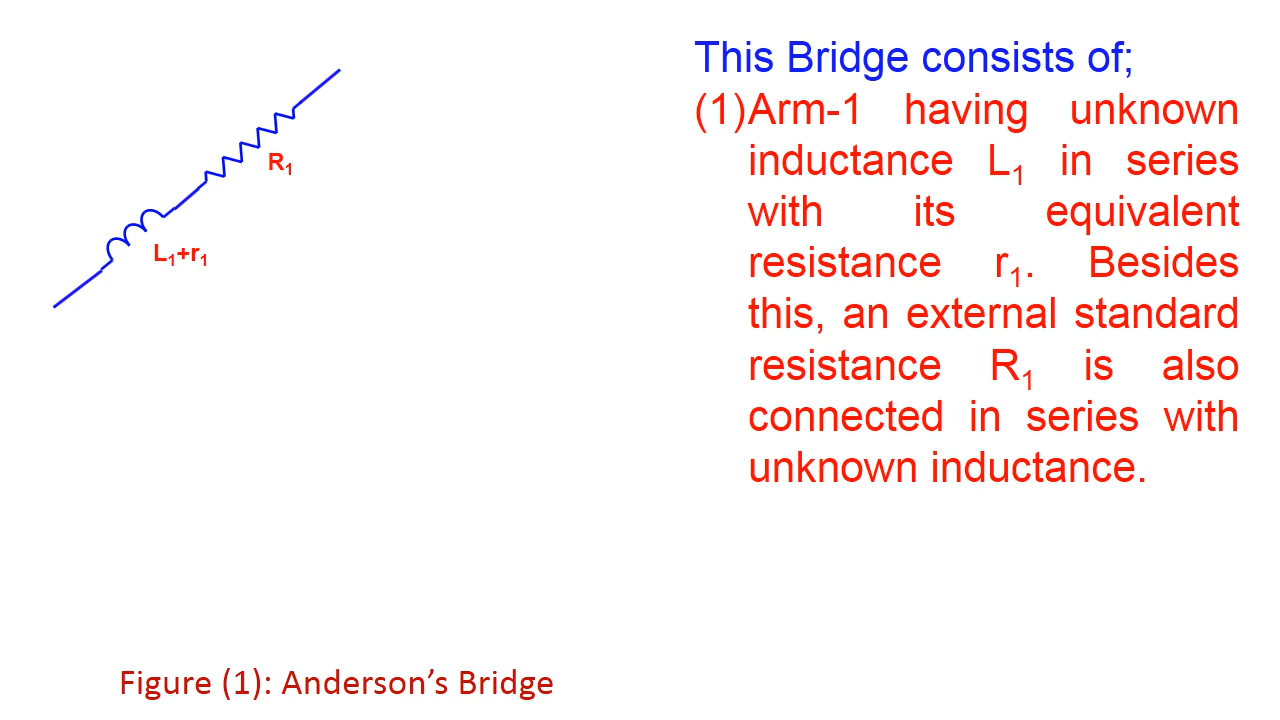 This Bridge consists of;
(1)Arm-1 having unknown
inductance L₁ in series
with its equivalent
resistance r₁. Besides
this, an external standard
resistance R₁ is also
connected in series with
unknown inductance.
R₁
L₁+r₁
Figure (1): Anderson’s Bridge